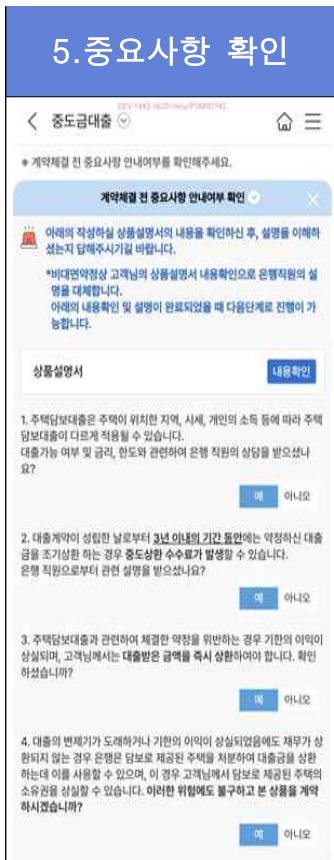 5.중요사항 확인
중도금대출
* 계약체결 전 중요사항 안내여부를 확인해주세요.
계약체결 전 중요사항 안내여부 확인
아래의 작성하실 상품설명서의 내용을 확인하신 후, 설명을 이해하
셨는지 답해주시기길 바랍니다.
*비대면약정상 고객님의 상품설명서 내용확인으로 은행직원의 설
명을 대체합니다.
아래의 내용확인 및 설명이 완료되었을 때 다음단계로 진행이 가
능합니다.
상품설명서
내용확인
1. 주택담보대출은 주택이 위치한 지역, 시세, 개인의 소득 등에 따라 주택
담보대출이 다르게 적용될 수 있습니다.
대출가능 여부 및 금리, 한도와 관련하여 은행 직원의 상담을 받으셨나
요?
예 아니오
2. 대출계약이 성립한 날로부터 3년 이내의 기간 동안에는 약정하신 대출
금을 조기상환 하는 경우 중도상환 수수료가 발생할 수 있습니다.
은행 직원으로부터 관련 설명을 받으셨나요?
예 아니오
3. 주택담보대출과 관련하여 체결한 약정을 위반하는 경우 기한의 이익이
상실되며, 고객님께서는 대출받은 금액를 즉시 상환하여야 합니다. 확인
하셨습니까?
예 아니오
4. 대출의 변제기가 도래하거나 기한의 이익이 상실되었음에도 채무가 상
환되지 않는 경우 은행은 담보로 제공된 주택을 처분하여 대출금을 상환
하는데 이를 사용할 수 있으며, 이 경우 고객님께서 담보로 제공된 주택의
소유권을 상실할 수 있습니다. 이러한 위험에도 불구하고 본 상품을 계약
하시겠습니까?
예 아니오